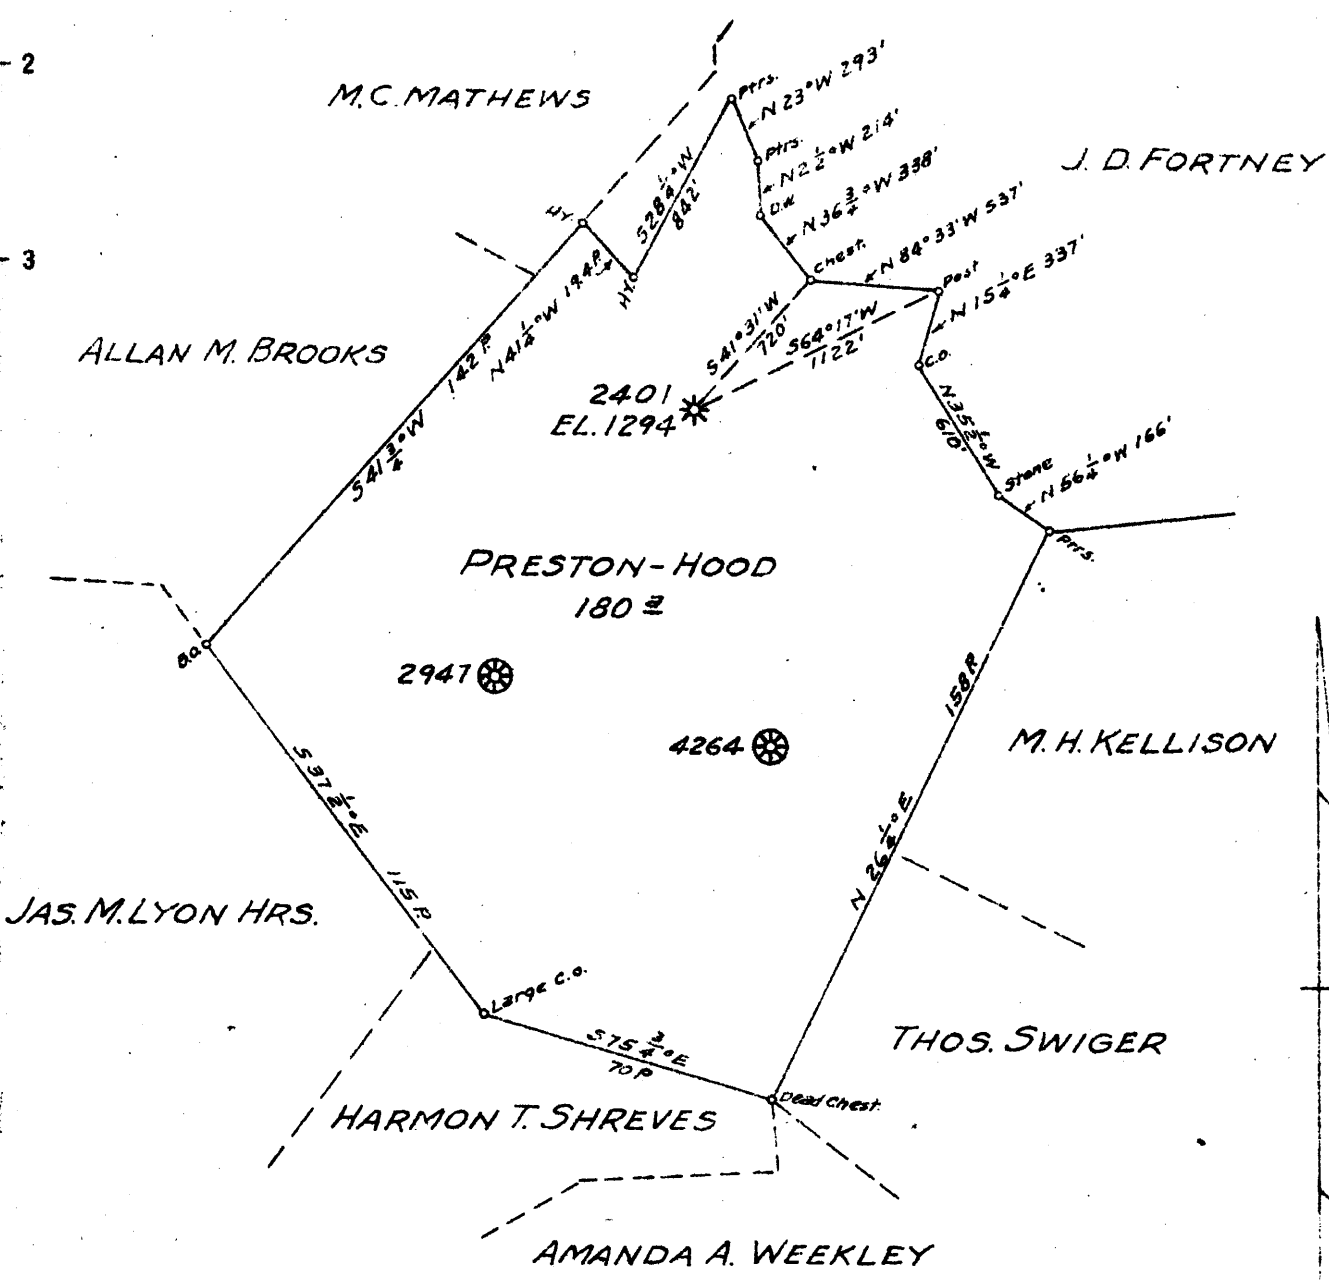 2
M.C. MATHEWS
Ptrs.
N 23° W 293'
Ptrs.
N 2 1/2° W 214'
J. D. FORTNEY
D.W.
N 36 3/4° W 338'
HY.
S 28 1/4° W
842'
3
Chest.
N 84° 33' W 537'
Post
N 15 1/4° E 337'
HY.
N 41 1/4° W 19.4 P.
S 41° 31' W
720'
S 64° 17' W
1122'
ALLAN M. BROOKS
142 P.
S 41 3/4° W
C.O.
2401
EL. 1294
N 35 1/2° W
610'
Stone
N 56 1/4° W 166'
Ptrs.
PRESTON-HOOD
180 a
B.O.
2947
4264
158 P.
M. H. KELLISON
S 37 1/2° E
115 P.
N 26 1/4° E
JAS. M. LYON HRS.
Large C.O.
S 75 3/4° E
70 P
THOS. SWIGER
Dead Chest.
HARMON T. SHREVES
AMANDA A. WEEKLEY